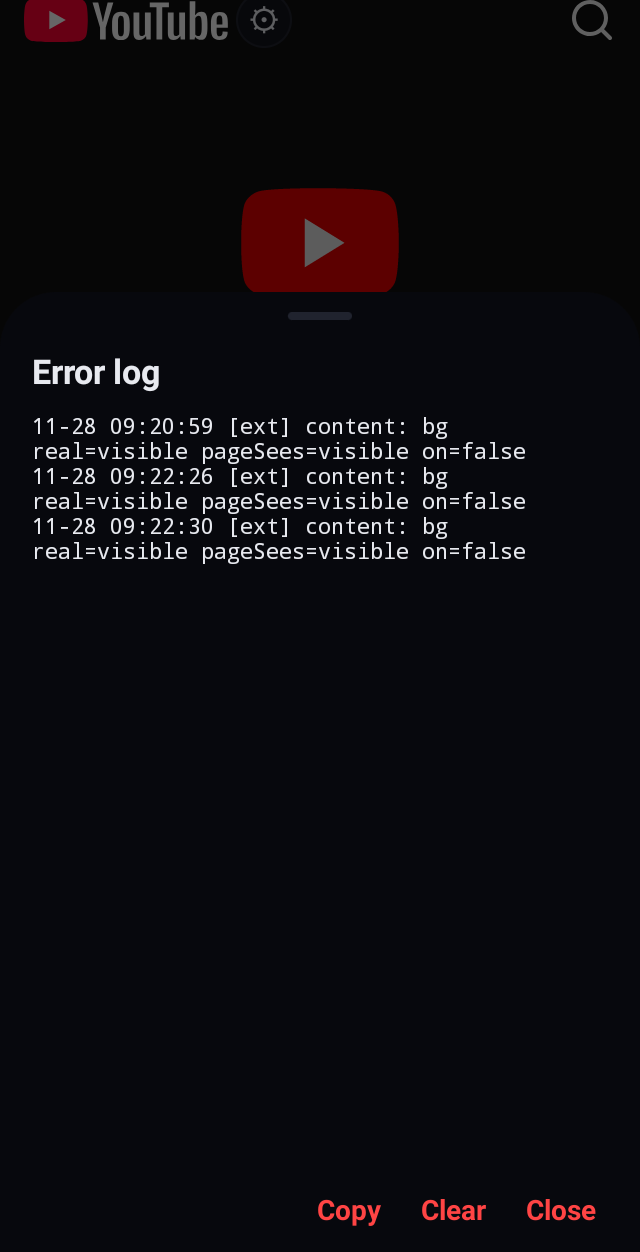 YouTube
Error log
11-28 09:20:59 [ext] content: bg
real=visible pageSees=visible on=false
11-28 09:22:26 [ext] content: bg
real=visible pageSees=visible on=false
11-28 09:22:30 [ext] content: bg
real=visible pageSees=visible on=false
Copy Clear Close